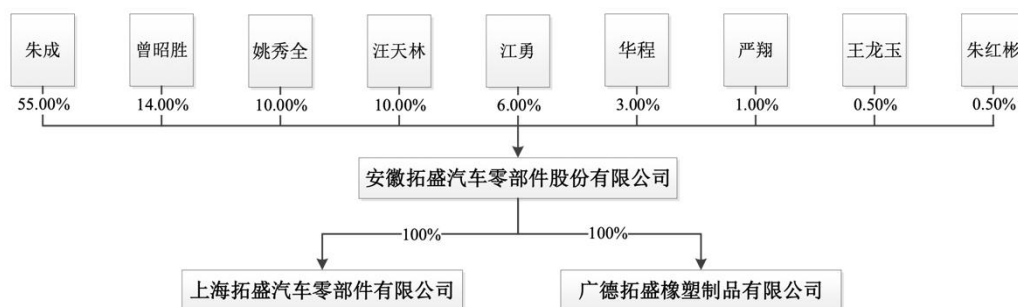 朱成
曾昭胜
姚秀全
汪天林
江勇
华程
严翔
王龙玉
朱红彬
55.00%
14.00%
10.00%
10.00%
6.00%
3.00%
1.00%
0.50%
0.50%
安徽拓盛汽车零部件股份有限公司
100%
100%
上海拓盛汽车零部件有限公司
广德拓盛橡塑制品有限公司